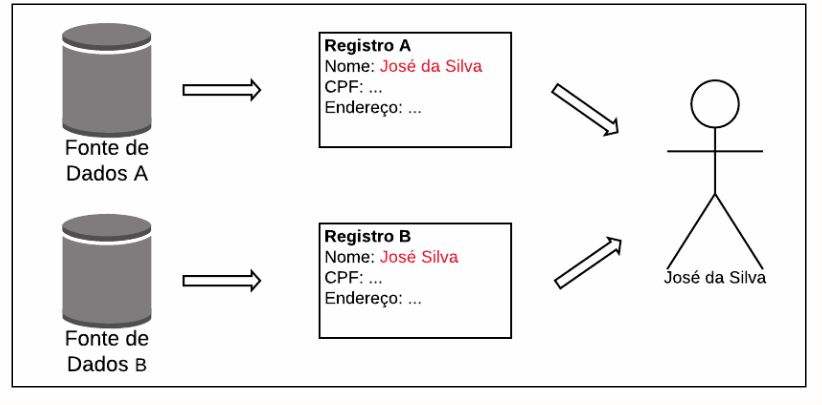 Fonte de
Dados A
Registro A
Nome: José da Silva
CPF: ...
Endereço: ...
Fonte de
Dados B
Registro B
Nome: José Silva
CPF: ...
Endereço: ...
José da Silva